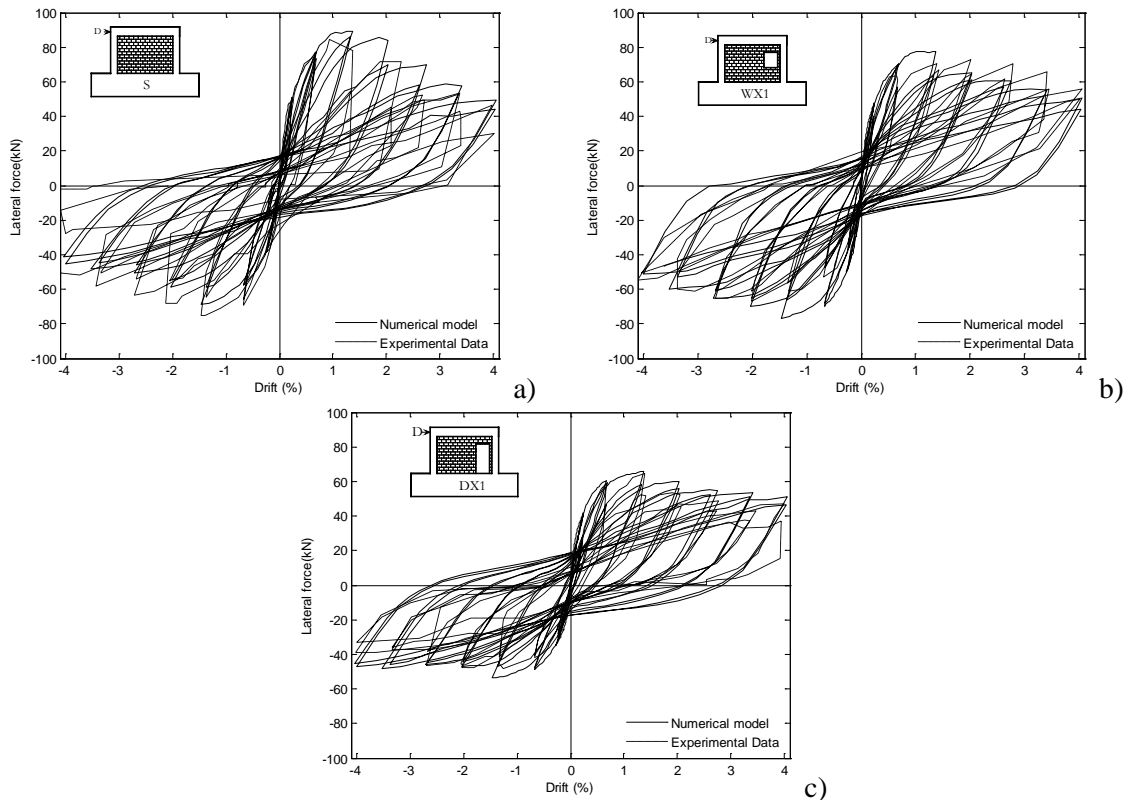 100
80
60
40
20
0
-20
-40
-60
-80
-100
Lateral force(kN)
D
S
Numerical model
Experimental Data
-4 -3 -2 -1 0 1 2 3 4
Drift (%)
a)
100
80
60
40
20
0
-20
-40
-60
-80
-100
Lateral force(kN)
D
WX1
Numerical model
Experimental Data
-4 -3 -2 -1 0 1 2 3 4
Drift (%)
b)
100
80
60
40
20
0
-20
-40
-60
-80
-100
Lateral force(kN)
D
DX1
Numerical model
Experimental Data
-4 -3 -2 -1 0 1 2 3 4
Drift (%)
c)